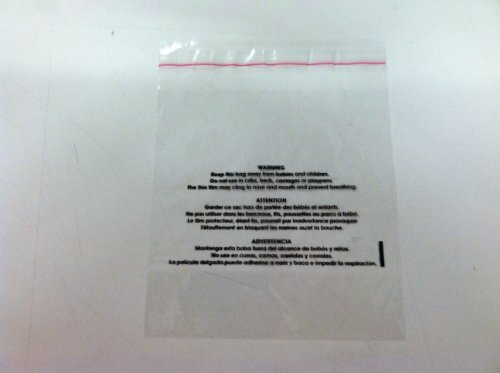 WARNING
Keep this bag away from babies and children.
Do not use in cribs, beds, carriages or playpens.
The thin film may cling to nose and mouth and prevent breathing.
ATTENTION
Garder ce sac hors de portée des bébés et enfants.
Ne pas utiliser dans les berceaux, lits, poussettes ou parcs à bébé.
Le film protecteur, étant fin, pourrait par inadvertance provoquer
l'étouffement en bloquant les narines ou/et la bouche.
ADVERTENCIA
Mantenga esta bolsa fuera del alcance de bebés y niños.
No use en cunas, camas, carriolas y corrales.
La película delgada puede adherirse a nariz y boca e impedir la respiración.